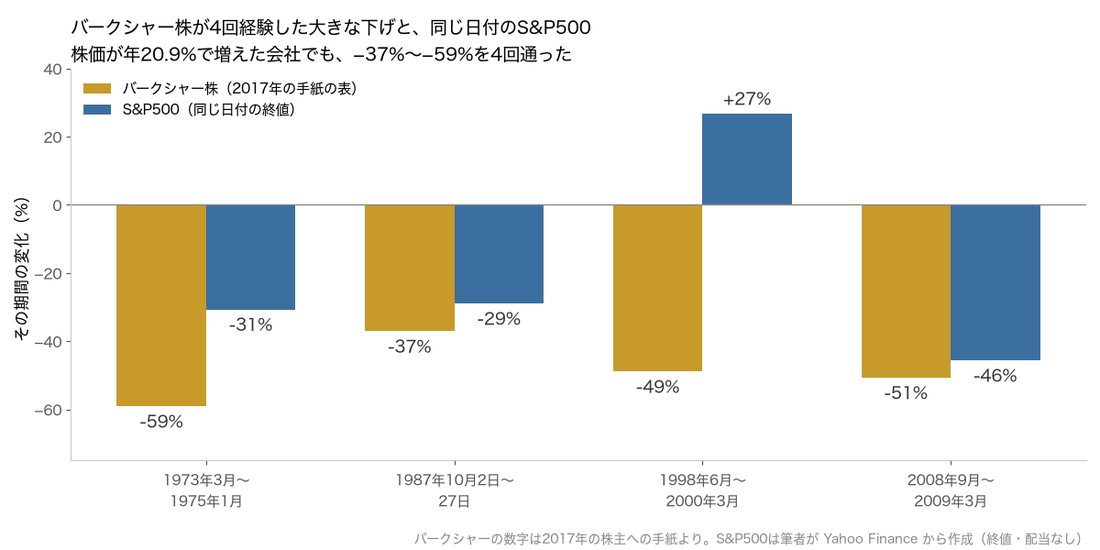 バークシャー株が4回経験した大きな下げと、同じ日付のS&P500
株価が年20.9%で増えた会社でも、−37%〜−59%を4回通った
バークシャー株（2017年の手紙の表）
S&P500（同じ日付の終値）
その期間の変化（%）
40
20
0
−20
−40
−60
-59%
-31%
-37%
-29%
-49%
+27%
-51%
-46%
1973年3月〜
1975年1月
1987年10月2日〜
27日
1998年6月〜
2000年3月
2008年9月〜
2009年3月
バークシャーの数字は2017年の株主への手紙より。S&P500は筆者が Yahoo Finance から作成（終値・配当なし）